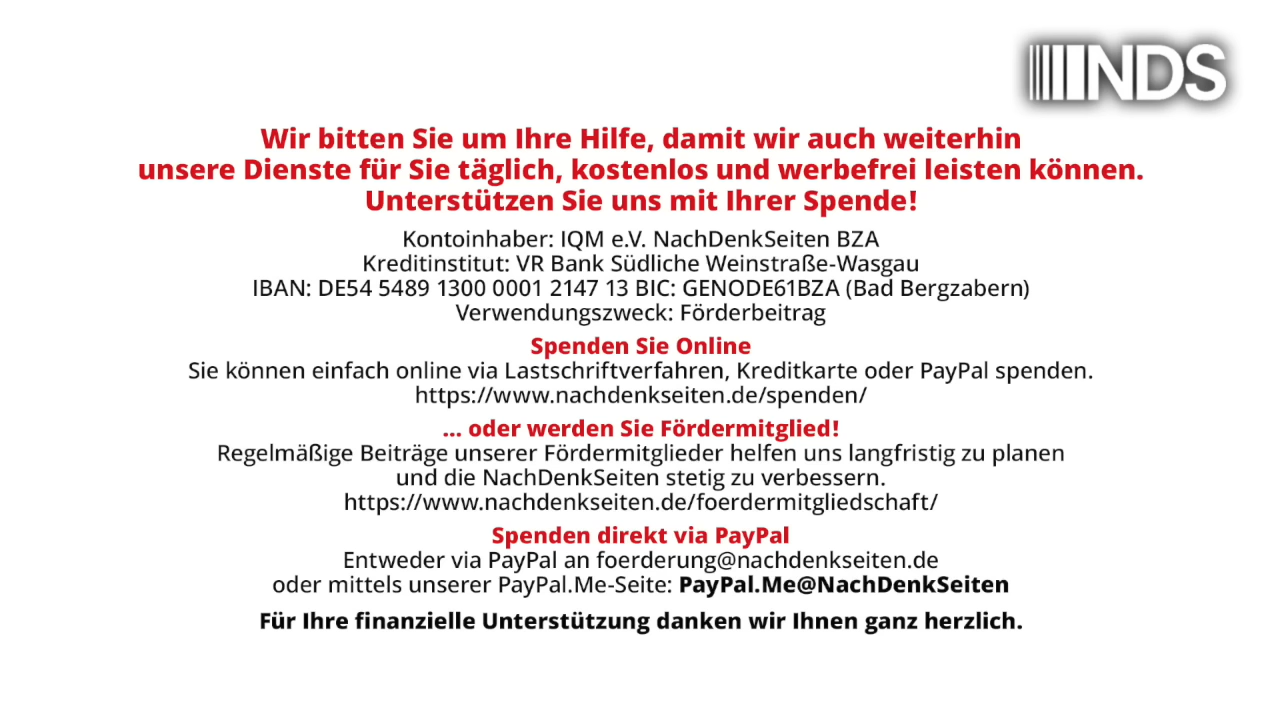 NDS
Wir bitten Sie um Ihre Hilfe, damit wir auch weiterhin
unsere Dienste für Sie täglich, kostenlos und werbefrei leisten können.
Unterstützen Sie uns mit Ihrer Spende!
Kontoinhaber: IQM e.V. NachDenkSeiten BZA
Kreditinstitut: VR Bank Südliche Weinstraße-Wasgau
IBAN: DE54 5489 1300 0001 2147 13 BIC: GENODE61BZA (Bad Bergzabern)
Verwendungszweck: Förderbeitrag
Spenden Sie Online
Sie können einfach online via Lastschriftverfahren, Kreditkarte oder PayPal spenden.
https://www.nachdenkseiten.de/spenden/
... oder werden Sie Fördermitglied!
Regelmäßige Beiträge unserer Fördermitglieder helfen uns langfristig zu planen
und die NachDenkSeiten stetig zu verbessern.
https://www.nachdenkseiten.de/foerdermitgliedschaft/
Spenden direkt via PayPal
Entweder via PayPal an foerderung@nachdenkseiten.de
oder mittels unserer PayPal.Me-Seite: PayPal.Me@NachDenkSeiten
Für Ihre finanzielle Unterstützung danken wir Ihnen ganz herzlich.